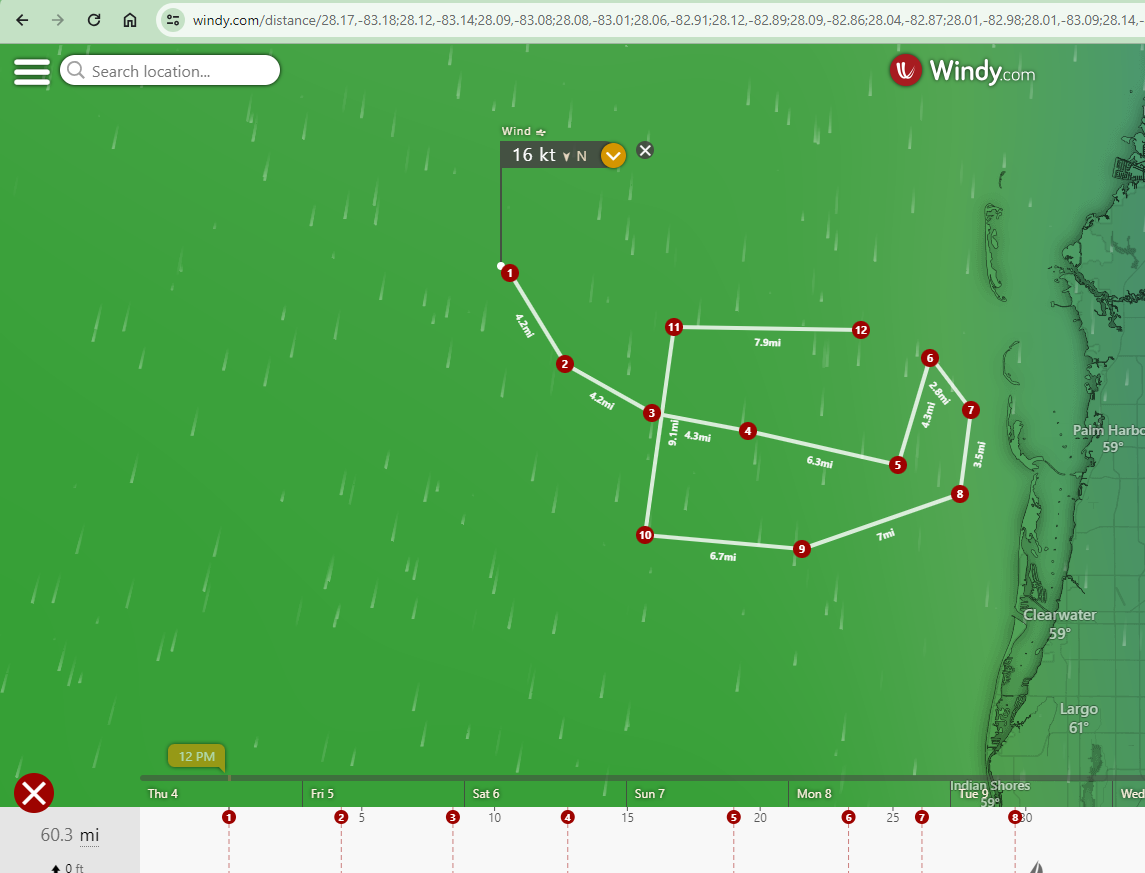 windy.com/distance/28.17,-83.18;28.12,-83.14;28.09,-83.08;28.08,-83.01;28.06,-82.91;28.12,-82.89;28.09,-82.86;28.04,-82.87;28.01,-82.98;28.01,-83.09;28.14,-
Search location...
Windy.com
Wind
16 kt N
1
4.2mi
11
12
7.9mi
2
6
4.2mi
2.8mi
3
7
4.3mi
4
4.3mi
9.1mi
6.3mi
5
3.5mi
Palm Harbo
59°
8
10
9
7mi
6.7mi
Clearwater
59°
Largo
61°
12 PM
Indian Shores
59°
Thu 4
Fri 5
Sat 6
Sun 7
Mon 8
Tue 9
Wed
1
2
5
3
10
4
15
5
20
6
25
7
8
30
60.3 mi
0 ft